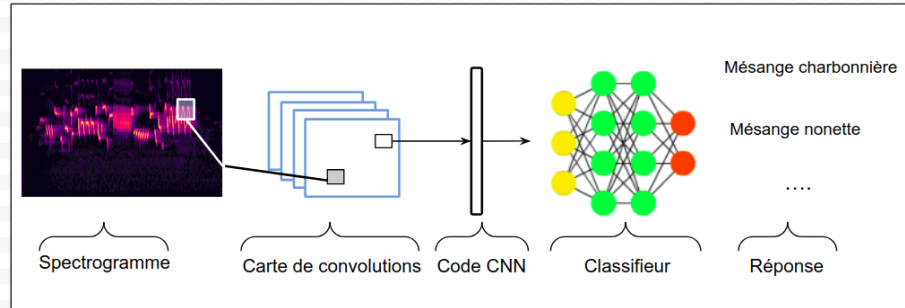 Mésange charbonnière
Mésange nonette
....
Spectrogramme
Carte de convolutions
Code CNN
Classifieur
Réponse